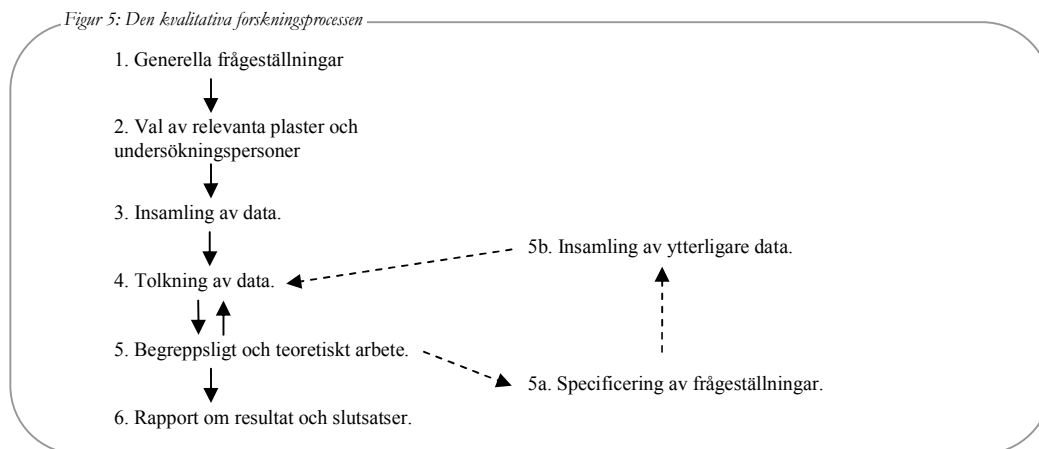 Figur 5: Den kvalitativa forskningsprocessen
1. Generella frågeställningar
2. Val av relevanta plaster och
undersökningspersoner
3. Insamling av data.
4. Tolkning av data.
5b. Insamling av ytterligare data.
5. Begreppsligt och teoretiskt arbete.
5a. Specificering av frågeställningar.
6. Rapport om resultat och slutsatser.